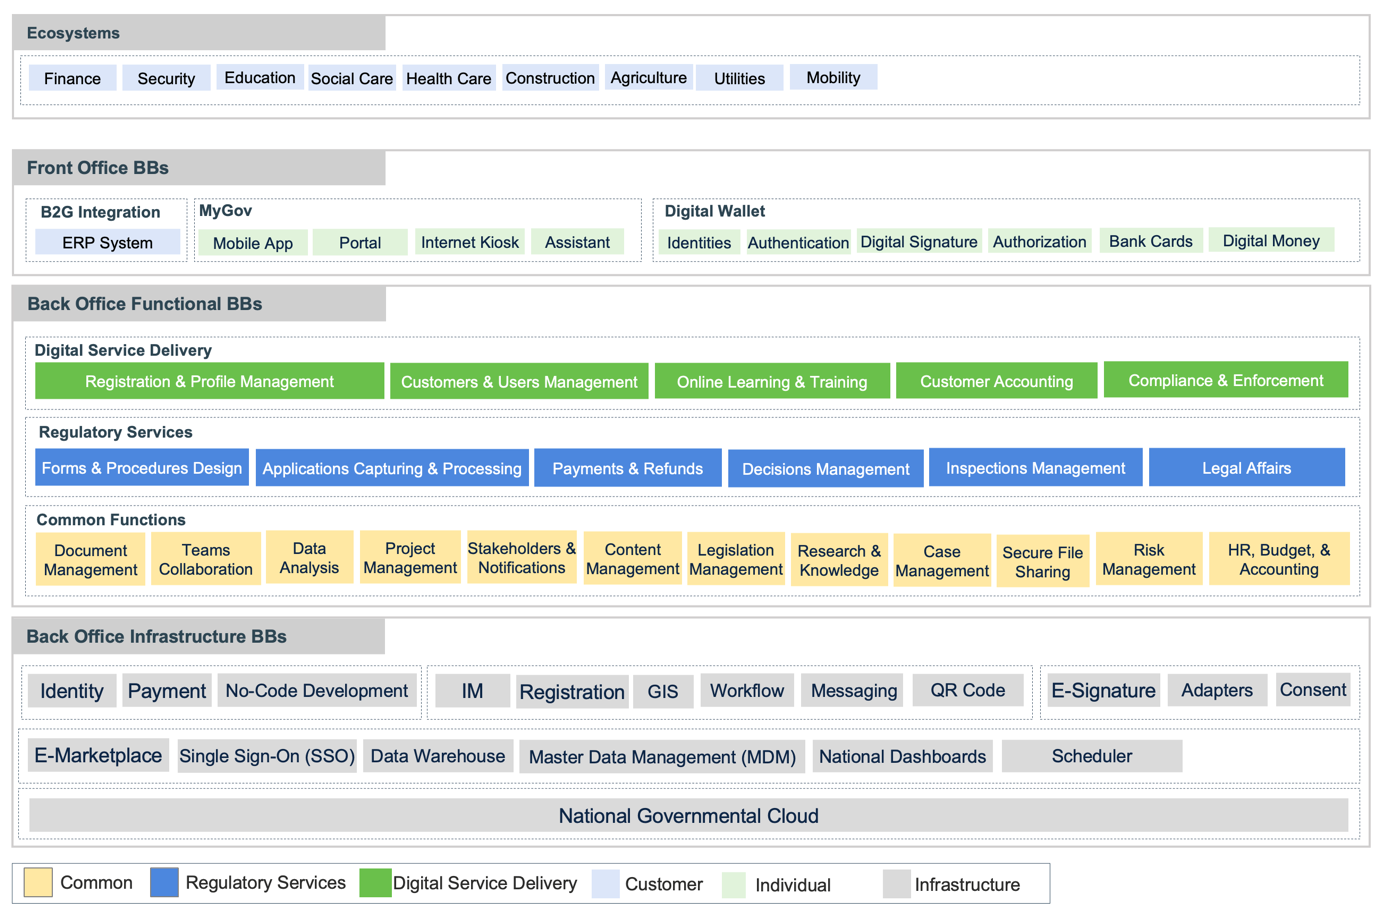 Ecosystems
Finance Security Education Social Care Health Care Construction Agriculture Utilities Mobility
Front Office BBs
B2G Integration
ERP System
MyGov
Mobile App Portal Internet Kiosk Assistant
Digital Wallet
Identities Authentication Digital Signature Authorization Bank Cards Digital Money
Back Office Functional BBs
Digital Service Delivery
Registration & Profile Management Customers & Users Management Online Learning & Training Customer Accounting Compliance & Enforcement
Regulatory Services
Forms & Procedures Design Applications Capturing & Processing Payments & Refunds Decisions Management Inspections Management Legal Affairs
Common Functions
Document
Management
Teams
Collaboration
Data
Analysis
Project
Management
Stakeholders &
Notifications
Content
Management
Legislation
Management
Research &
Knowledge
Case
Management
Secure File
Sharing
Risk
Management
HR, Budget, &
Accounting
Back Office Infrastructure BBs
Identity Payment No-Code Development IM Registration GIS Workflow Messaging QR Code E-Signature Adapters Consent
E-Marketplace Single Sign-On (SSO) Data Warehouse Master Data Management (MDM) National Dashboards Scheduler
National Governmental Cloud
Common Regulatory Services Digital Service Delivery Customer Individual Infrastructure